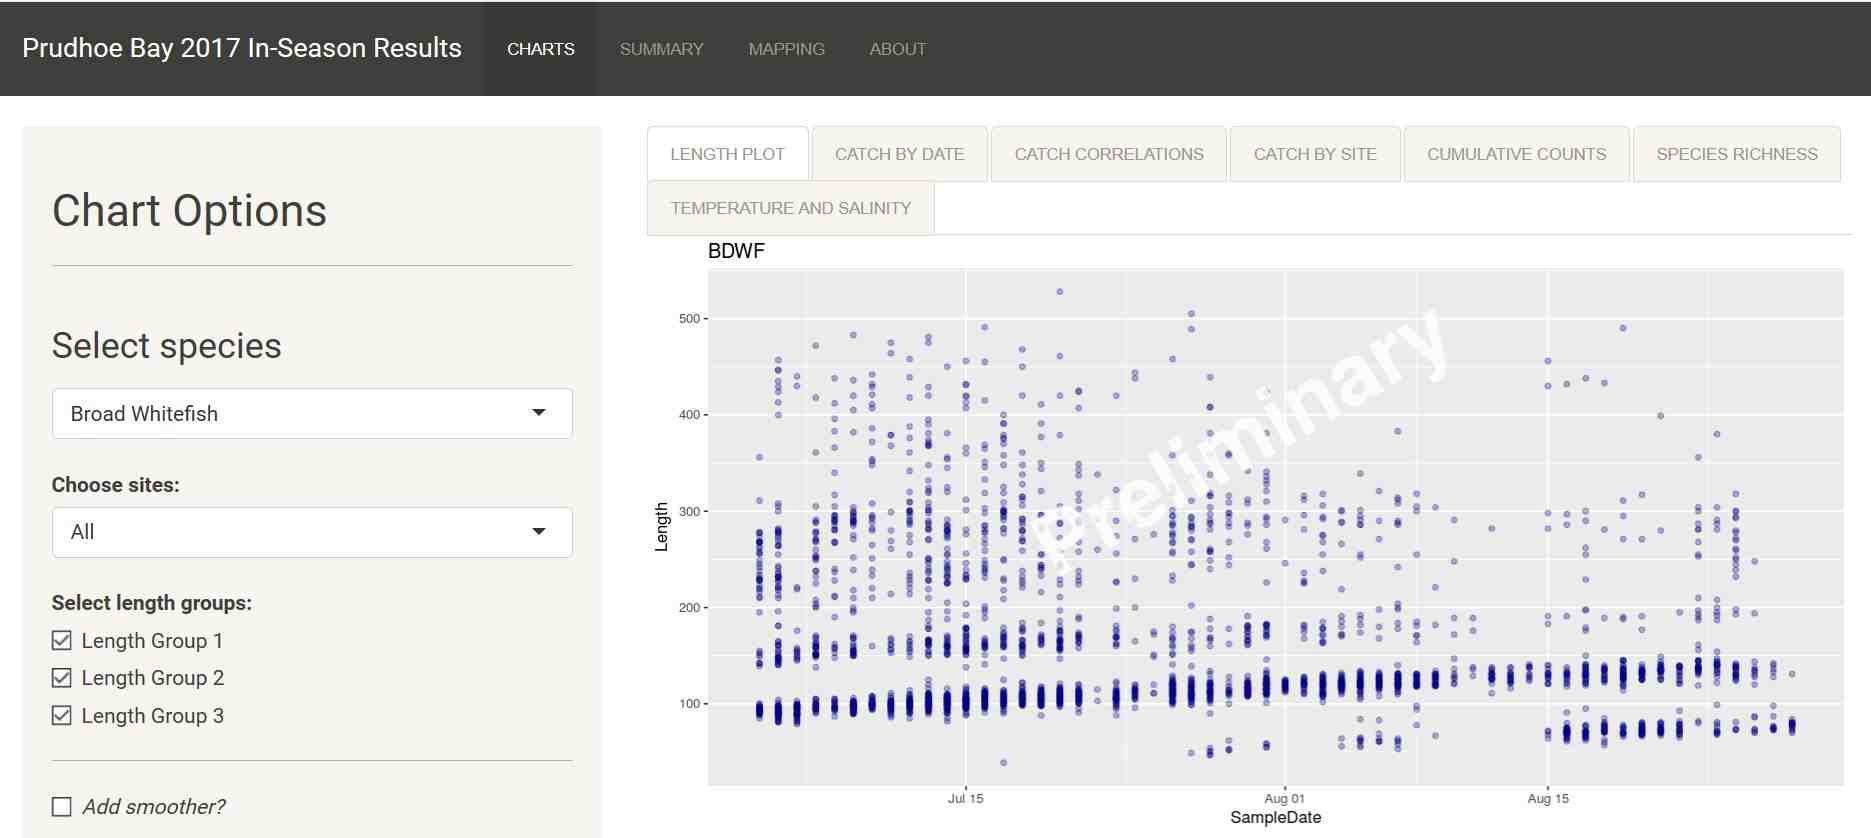 Prudhoe Bay 2017 In-Season Results CHARTS SUMMARY MAPPING ABOUT
Chart Options
Select species
Broad Whitefish
Choose sites:
All
Select length groups:
Length Group 1
Length Group 2
Length Group 3
Add smoother?
LENGTH PLOT CATCH BY DATE CATCH CORRELATIONS CATCH BY SITE CUMULATIVE COUNTS SPECIES RICHNESS
TEMPERATURE AND SALINITY
BDWF
500
400
300
200
100
Length
Preliminary
Jul 15 Aug 01 Aug 15
SampleDate